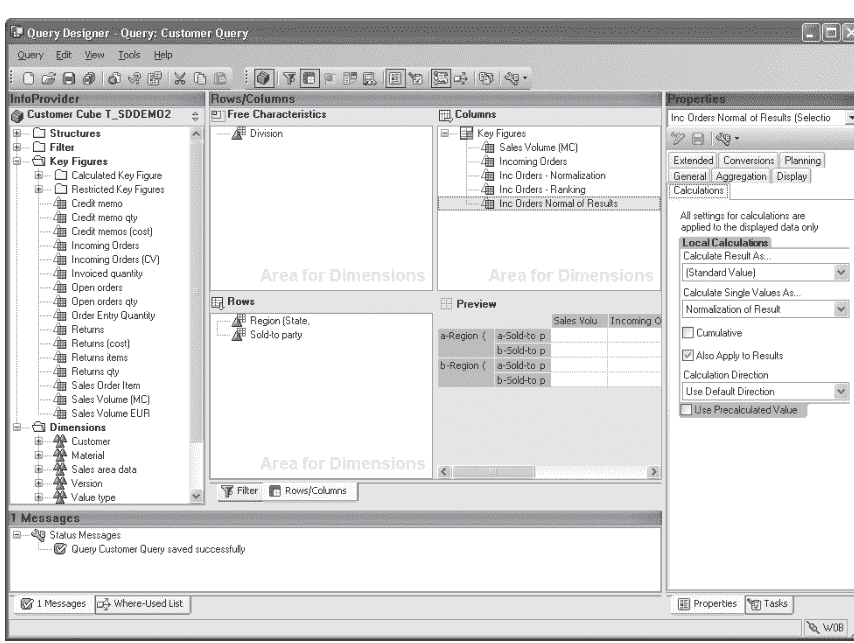 Query Designer - Query: Customer Query
Query Edit View Tools Help
InfoProvider
Customer Cube T_SDDEMO2
Structures
Filter
Key Figures
Calculated Key Figure
Restricted Key Figures
Credit memo
Credit memo qty
Credit memos (cost)
Incoming Orders
Incoming Orders (CV)
Invoiced quantity
Open orders
Open orders qty
Order Entry Quantity
Returns
Returns (cost)
Returns items
Returns qty
Sales Order Item
Sales Volume (MC)
Sales Volume EUR
Dimensions
Customer
Material
Sales area data
Version
Value type
Rows/Columns
Free Characteristics
Division
Area for Dimensions
Columns
Key Figures
Sales Volume (MC)
Incoming Orders
Inc Orders - Normalization
Inc Orders - Ranking
Inc Orders Normal of Results
Area for Dimensions
Rows
Region (State,
Sold-to party
Area for Dimensions
Preview
Sales Volu Incoming O
a-Region ( a-Sold-to p
b-Sold-to p
b-Region ( a-Sold-to p
b-Sold-to p
Filter Rows/Columns
Properties
Inc Orders Normal of Results (Selectio
Extended Conversions Planning
General Aggregation Display
Calculations
All settings for calculations are
applied to the displayed data only
Local Calculations
Calculate Result As...
(Standard Value)
Calculate Single Values As...
Normalization of Result
Cumulative
Also Apply to Results
Calculation Direction
Use Default Direction
Use Precalculated Value
1 Messages
Status Messages
Query Customer Query saved successfully
1 Messages Where-Used List
Properties Tasks
W0B